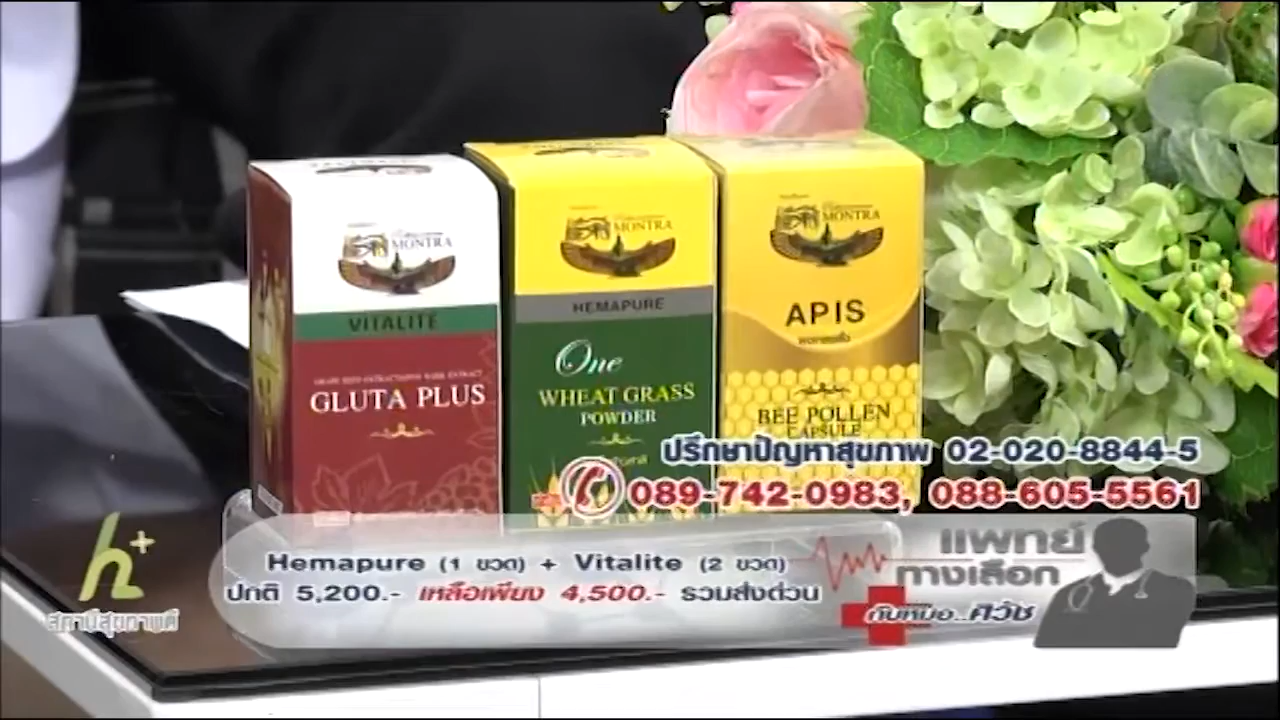 MONTRA
VITALITE
GLUTA PLUS
MONTRA
HEMAPURE
One
WHEAT GRASS
POWDER
MONTRA
APIS
BEE POLLEN
CAPSULE
ปรึกษาปัญหาสุขภาพ 02-020-8844-5
089-742-0983, 088-605-5561
Hemapure (1 ขวด) + Vitalite (2 ขวด)
ปกติ 5,200.- เหลือเพียง 4,500.- รวมส่งด่วน
แพทย์
ทางเลือก
กับหมอ..ศิวัช
h+
สถานีสุขภาพดี